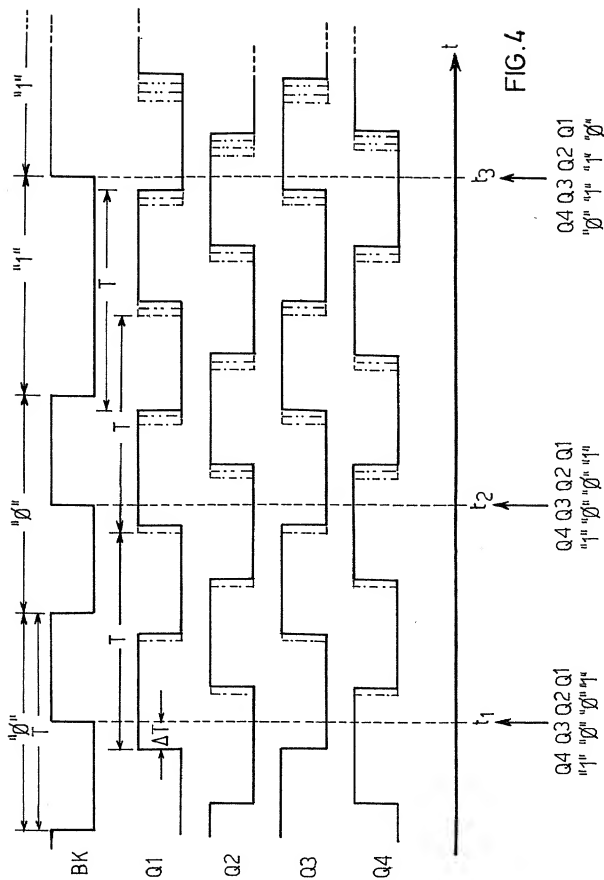 "Ø" "Ø" "1" "1"
T
BK
T T T
ΔT
Q1
Q2
Q3
Q4
t1 t2 t3 t
Q4 Q3 Q2 Q1 Q4 Q3 Q2 Q1 Q4 Q3 Q2 Q1
"1" "Ø" "Ø" "1" "1" "Ø" "Ø" "1" "Ø" "1" "1" "Ø"
FIG.4